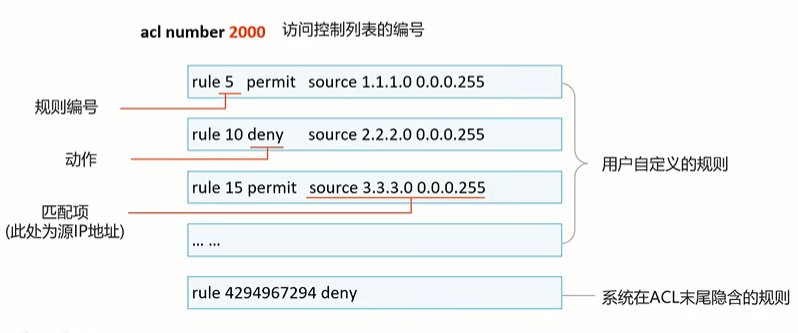 acl number 2000 访问控制列表的编号
rule 5 permit source 1.1.1.0 0.0.0.255
规则编号
rule 10 deny source 2.2.2.0 0.0.0.255
动作
用户自定义的规则
rule 15 permit source 3.3.3.0 0.0.0.255
匹配项
(此处为源IP地址)
... ...
rule 4294967294 deny
系统在ACL末尾隐含的规则